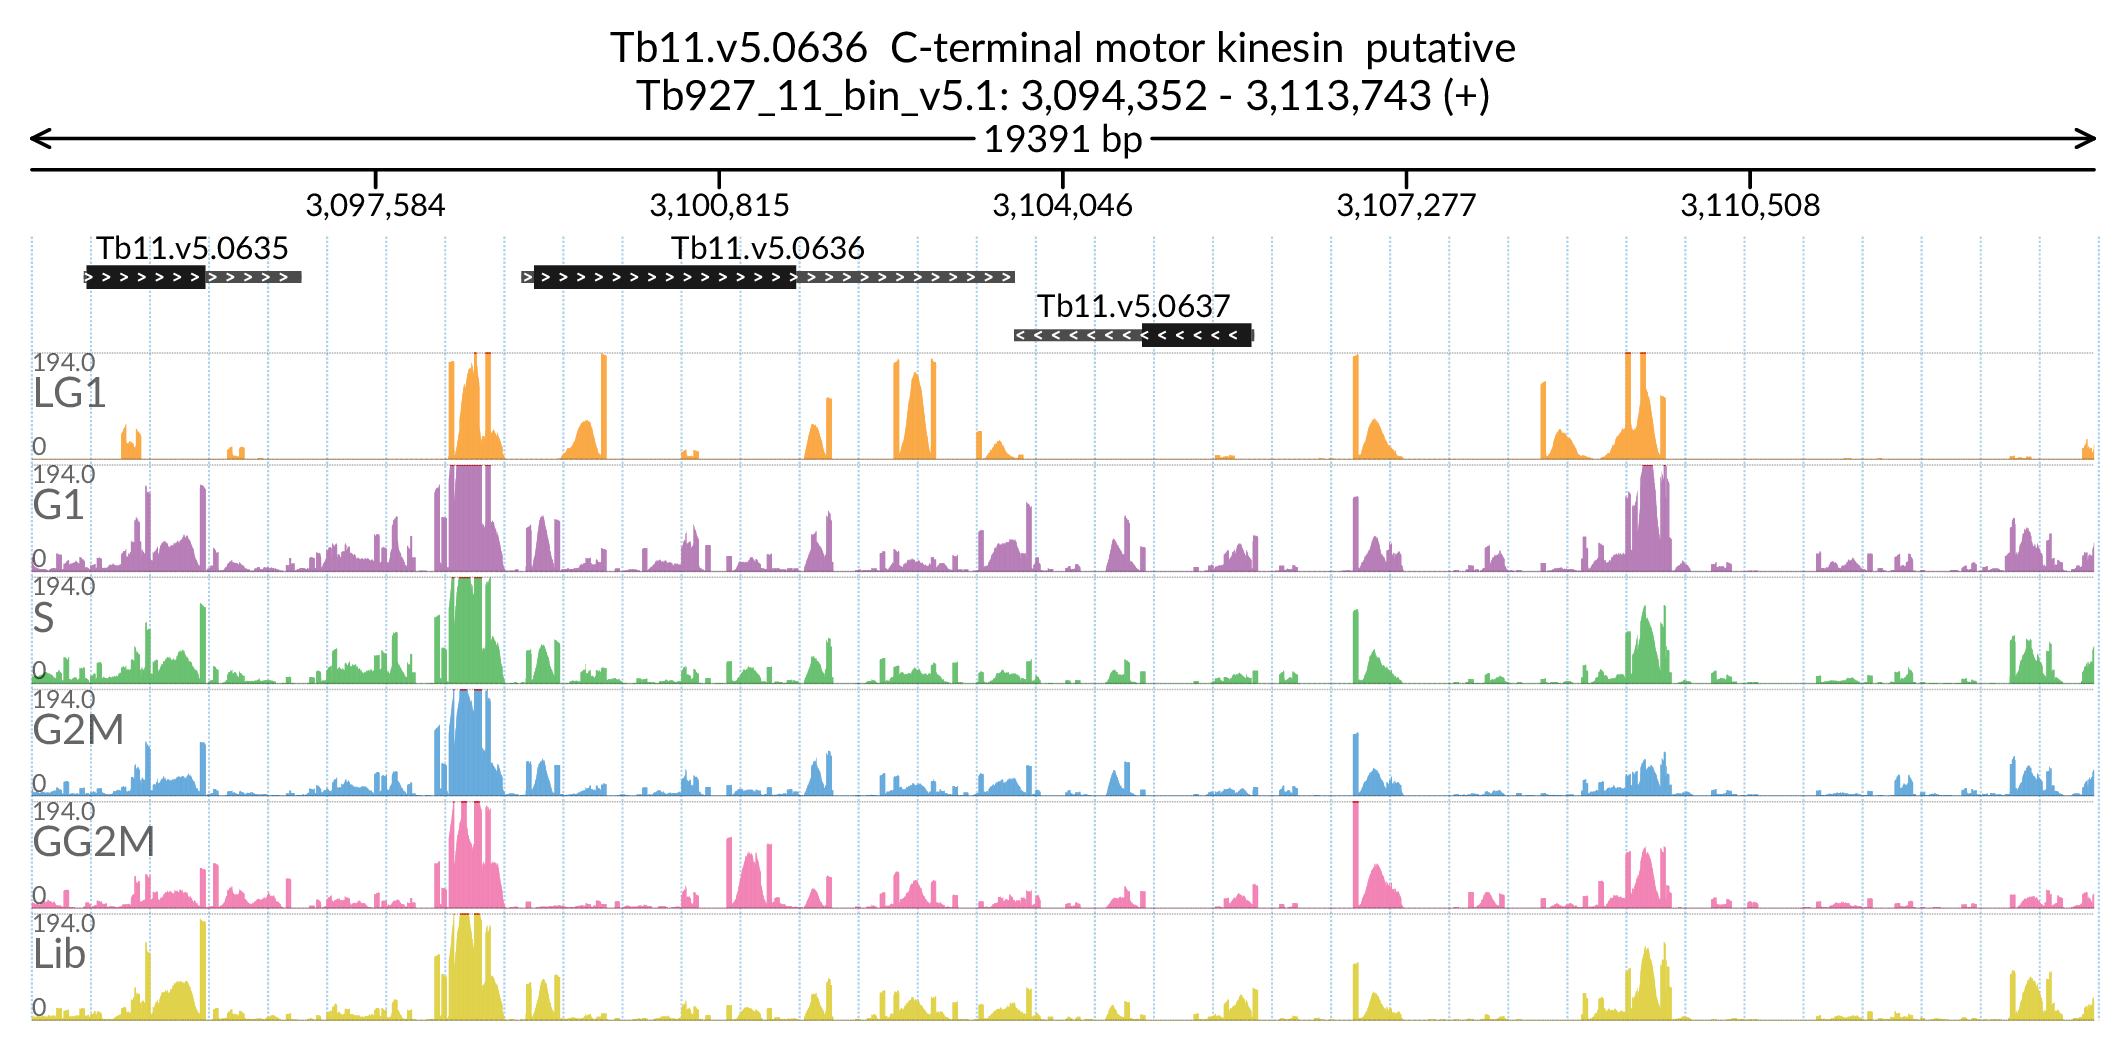 Tb11.v5.0636  C-terminal motor kinesin  putative
Tb927_11_bin_v5.1: 3,094,352 - 3,113,743 (+)
19391 bp
3,097,584 3,100,815 3,104,046 3,107,277 3,110,508
Tb11.v5.0635 Tb11.v5.0636
Tb11.v5.0637
194.0
LG1
0
194.0
G1
0
194.0
S
0
194.0
G2M
0
194.0
GG2M
0
194.0
Lib
0